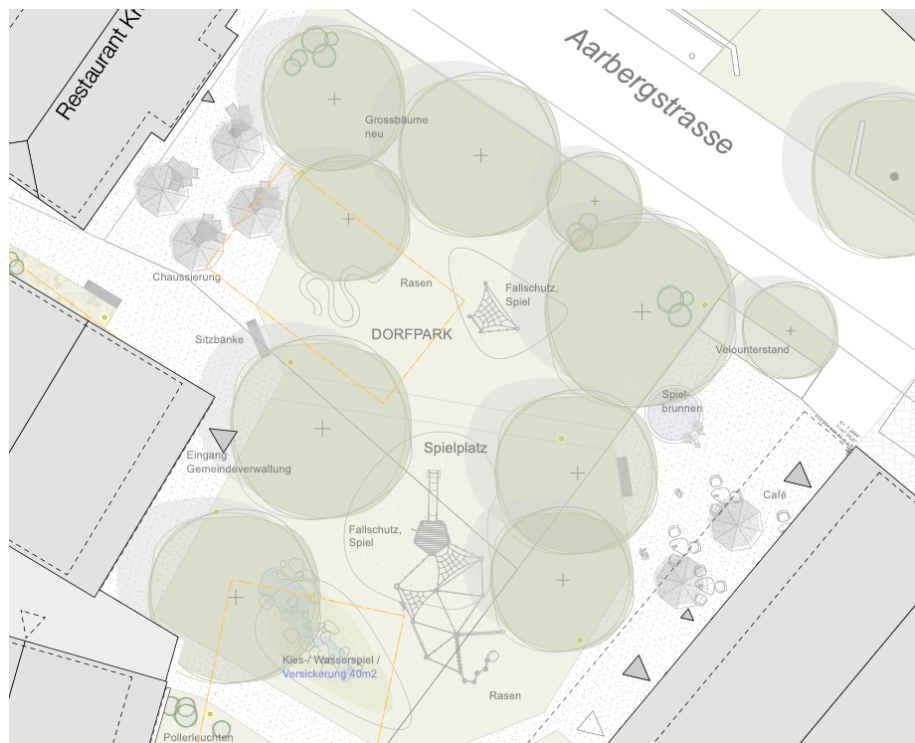 Restaurant Kr
Aarbergstrasse
Grossbäume
neu
Chaussierung
Rasen
Fallschutz,
Spiel
DORFPARK
Sitzbänke
Velounterstand
Spiel-
brunnen
Eingang
Gemeindeverwaltung
Spielplatz
Café
Fallschutz,
Spiel
Kies-/ Wasserspiel /
Versickerung 40m2
Rasen
Pollerleuchten